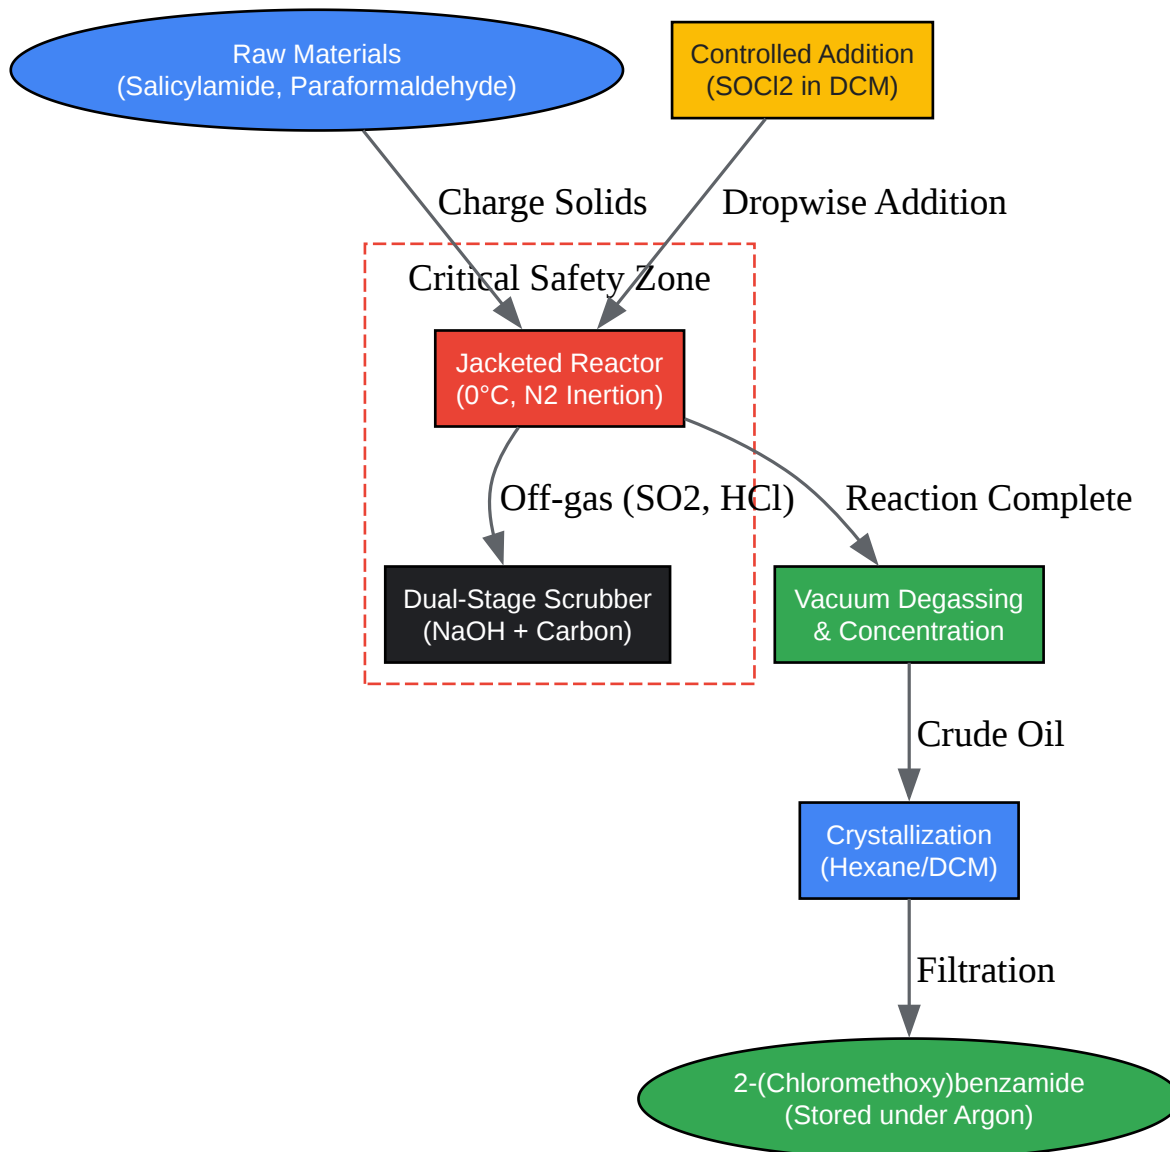 Raw Materials
(Salicylamide, Paraformaldehyde)
Controlled Addition
(SOCl2 in DCM)
Charge Solids
Dropwise Addition
Critical Safety Zone
Jacketed Reactor
(0°C, N2 Inertion)
Off-gas (SO2, HCl)
Reaction Complete
Dual-Stage Scrubber
(NaOH + Carbon)
Vacuum Degassing
& Concentration
Crude Oil
Crystallization
(Hexane/DCM)
Filtration
2-(Chloromethoxy)benzamide
(Stored under Argon)